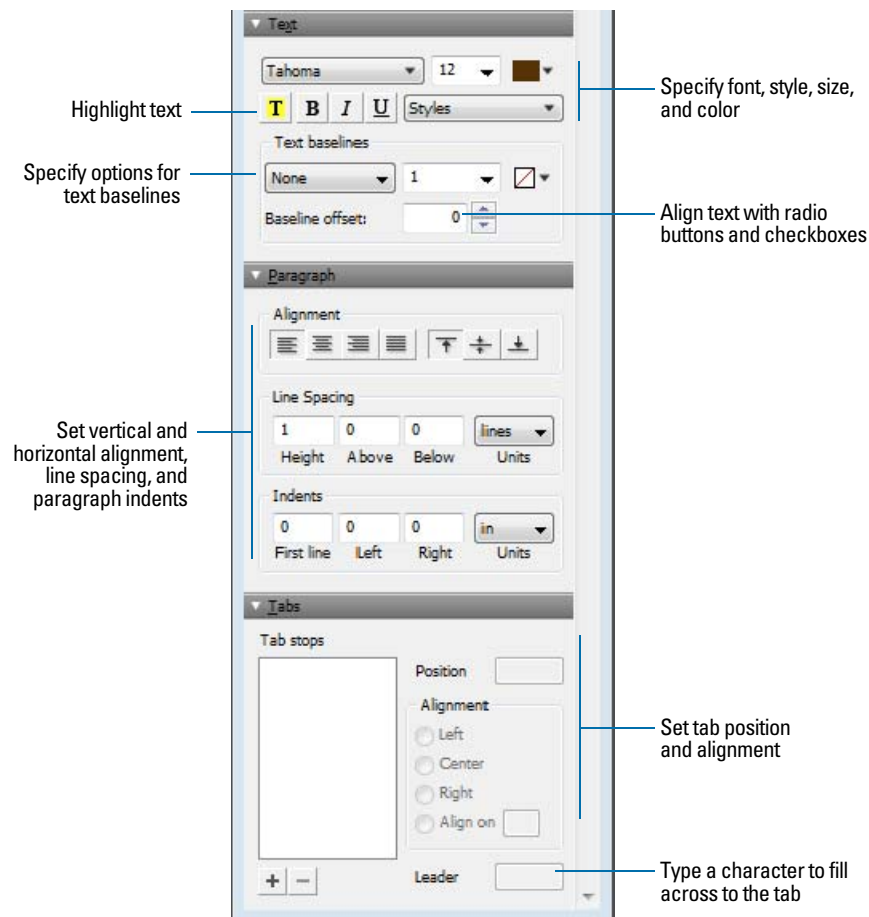 Text
Tahoma 12
Specify font, style, size,
and color
Highlight text
T B I U Styles
Text baselines
Specify options for
text baselines
None 1
Baseline offset: 0
Align text with radio
buttons and checkboxes
Paragraph
Alignment
Set vertical and
horizontal alignment,
line spacing, and
paragraph indents
Line Spacing
1 0 0 lines
Height Above Below Units
Indents
0 0 0 in
First line Left Right Units
Tabs
Tab stops
Position
Alignment
Left
Center
Right
Align on
Set tab position
and alignment
+ −
Leader
Type a character to fill
across to the tab